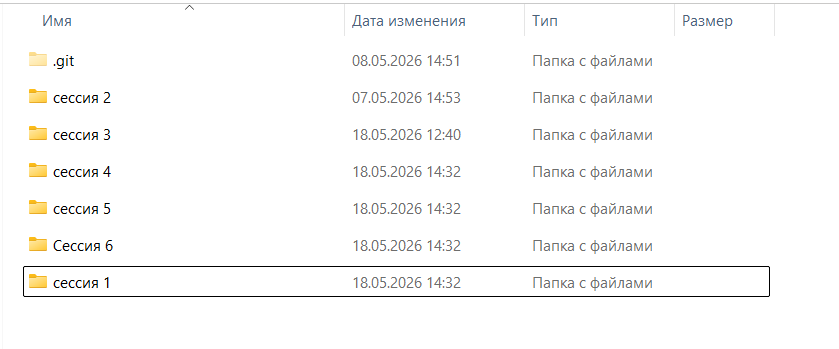 Имя Дата изменения Тип Размер
.git 08.05.2026 14:51 Папка с файлами
сессия 2 07.05.2026 14:53 Папка с файлами
сессия 3 18.05.2026 12:40 Папка с файлами
сессия 4 18.05.2026 14:32 Папка с файлами
сессия 5 18.05.2026 14:32 Папка с файлами
Сессия 6 18.05.2026 14:32 Папка с файлами
сессия 1 18.05.2026 14:32 Папка с файлами